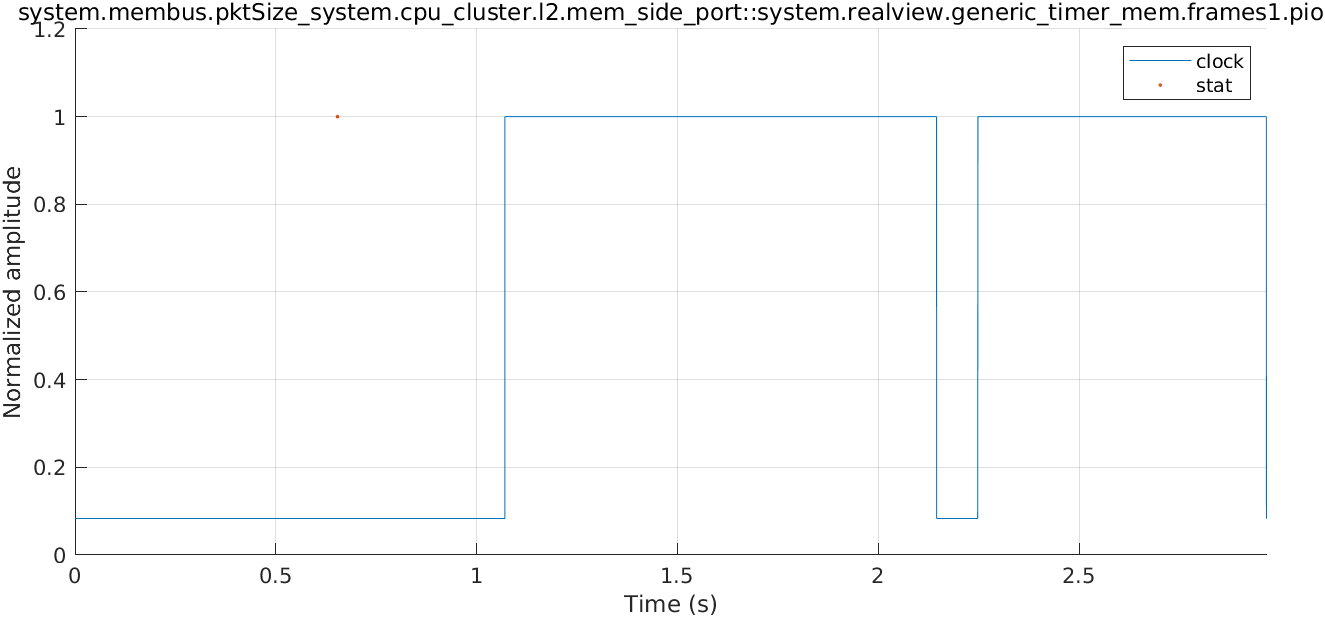 system.membus.pktSize_system.cpu_cluster.l2.mem_side_port::system.realview.generic_timer_mem.frames1.pio
1.2
clock
stat
1
0.8
0.6
0.4
0.2
0
Normalized amplitude
0 0.5 1 1.5 2 2.5
Time (s)